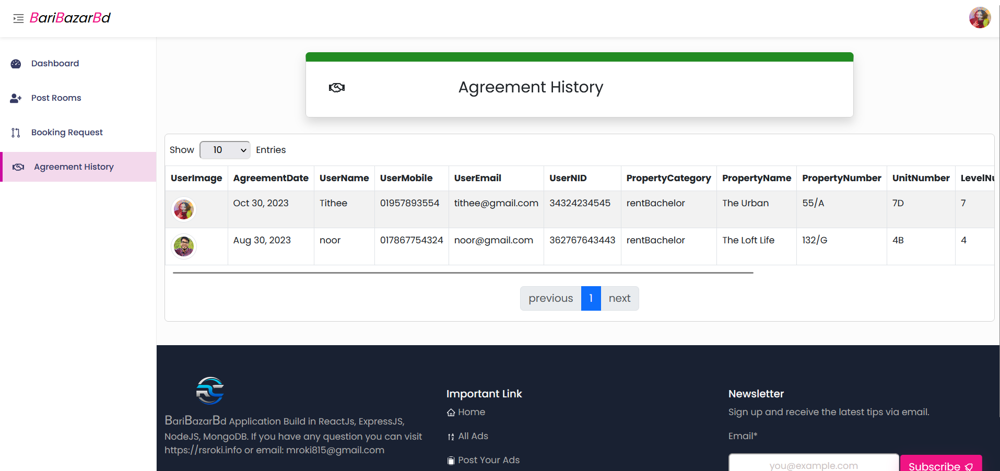 BariBazarBd
Dashboard
Post Rooms
Booking Request
Agreement History
Agreement History
Show 10 Entries
UserImage AgreementDate UserName UserMobile UserEmail UserNID PropertyCategory PropertyName PropertyNumber UnitNumber LevelNu
Oct 30, 2023 Tithee 01957893554 tithee@gmail.com 34324234545 rentBachelor The Urban 55/A 7D 7
Aug 30, 2023 noor 017867754324 noor@gmail.com 362767643443 rentBachelor The Loft Life 132/G 4B 4
previous 1 next
RC
BariBazarBd Application Build in ReactJs, ExpressJS,
NodeJS, MongoDB. If you have any question you can visit
https://rsroki.info or email: mroki815@gmail.com
Important Link
Home
All Ads
Post Your Ads
Newsletter
Sign up and receive the latest tips via email.
Email*
you@example.com
Subscribe